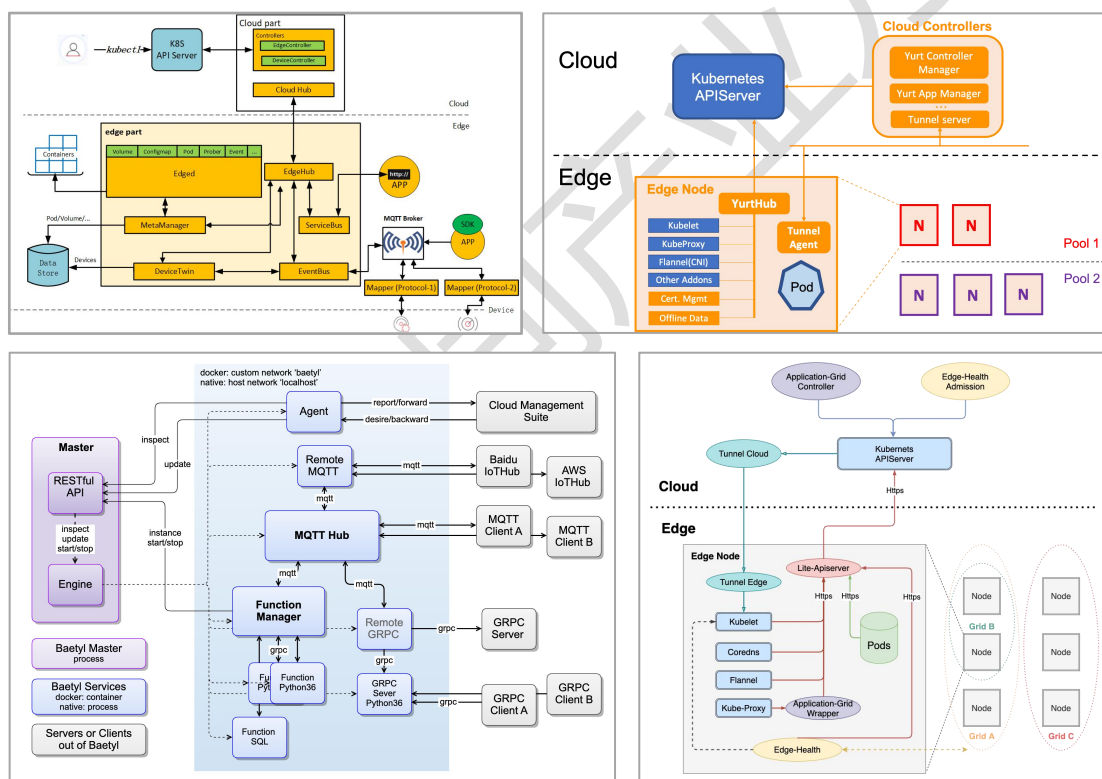 Cloud part
Controllers
EdgeController
DeviceController
kubectl
K8S
API Server
Cloud Hub
Cloud
Edge
edge part
Volume Configmap Pod Prober Event ...
Containers
Edged
EdgeHub
http://
APP
Pod/Volume/...
MetaManager
ServiceBus
MQTT Broker
SDK
APP
Data
Store
Devices
DeviceTwin
EventBus
Mapper (Protocol-1)
Mapper (Protocol-2)
Device
Cloud
Kubernetes
APIServer
Cloud Controllers
Yurt Controller
Manager
Yurt App Manager
...
Tunnel server
Edge
Edge Node
YurtHub
Kubelet
KubeProxy
Flannel(CNI)
Other Addons
Cert. Mgmt
Offline Data
Tunnel
Agent
Pod
N N
Pool 1
N N N
Pool 2
docker: custom network 'baetyl'
native: host network 'localhost'
Agent
report/forward
desire/backward
Cloud Management
Suite
Master
RESTful
API
inspect
update
inspect
update
start/stop
instance
start/stop
Engine
Remote
MQTT
mqtt
Baidu
IoTHub
AWS
IoTHub
mqtt
MQTT Hub
mqtt
MQTT
Client A
MQTT
Client B
mqtt
mqtt
Function
Manager
Remote
GRPC
grpc
GRPC
Server
grpc
grpc
Function
Python36
GRPC
Sever
Python36
grpc
GRPC
Client A
GRPC
Client B
Function
SQL
Baetyl Master
process
Baetyl Services
docker: container
native: process
Servers or Clients
out of Baetyl
Application-Grid
Controller
Edge-Health
Admission
Tunnel Cloud
Kubernets
APIServer
Cloud
Https
Edge
Edge Node
Lite-Apiserver
Tunnel Edge
Https
Https
Https
Kubelet
Coredns
Flannel
Kube-Proxy
Application-Grid
Wrapper
Pods
Edge-Health
Node
Node
Grid B
Node
Node
Node
Node
Grid A
Grid C